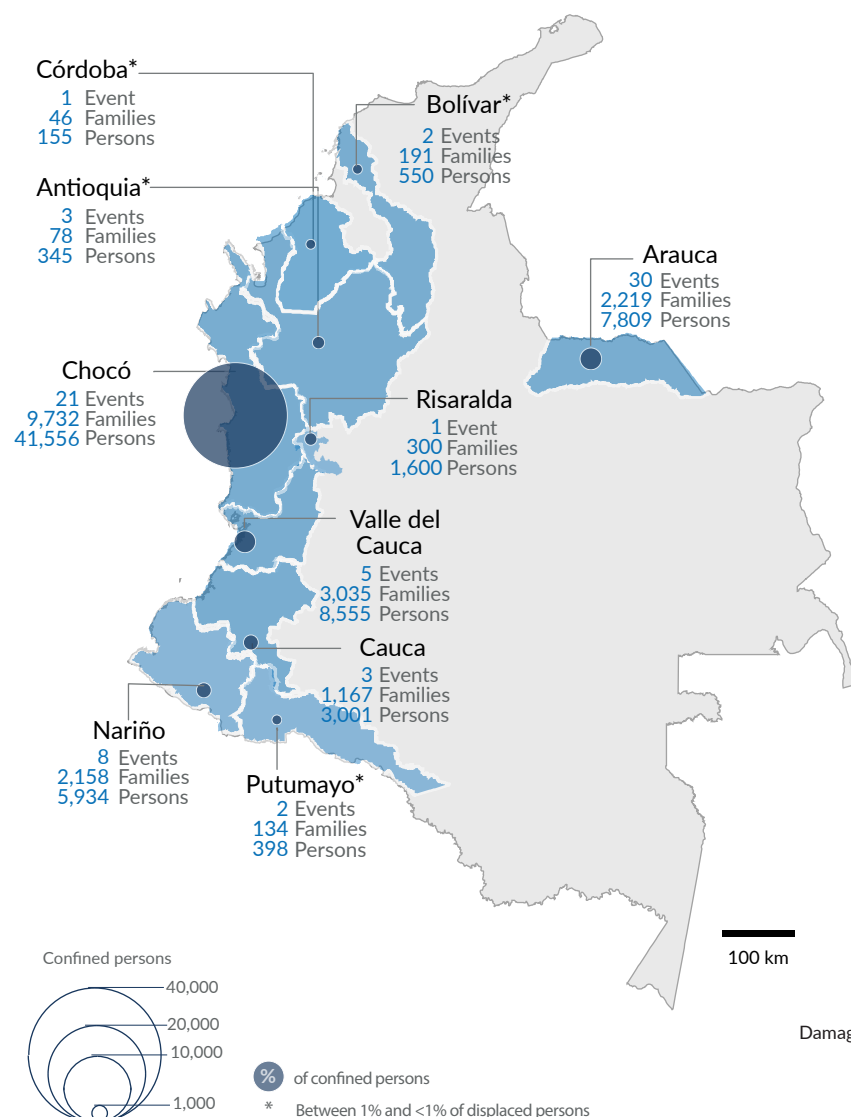 Córdoba*
1 Event
46 Families
155 Persons
Bolívar*
2 Events
191 Families
550 Persons
Antioquia*
3 Events
78 Families
345 Persons
Arauca
30 Events
2,219 Families
7,809 Persons
Chocó
21 Events
9,732 Families
41,556 Persons
Risaralda
1 Event
300 Families
1,600 Persons
Valle del
Cauca
5 Events
3,035 Families
8,555 Persons
Cauca
3 Events
1,167 Families
3,001 Persons
Nariño
8 Events
2,158 Families
5,934 Persons
Putumayo*
2 Events
134 Families
398 Persons
100 km
Confined persons
40,000
20,000
10,000
1,000
% of confined persons
* Between 1% and <1% of displaced persons
Damag